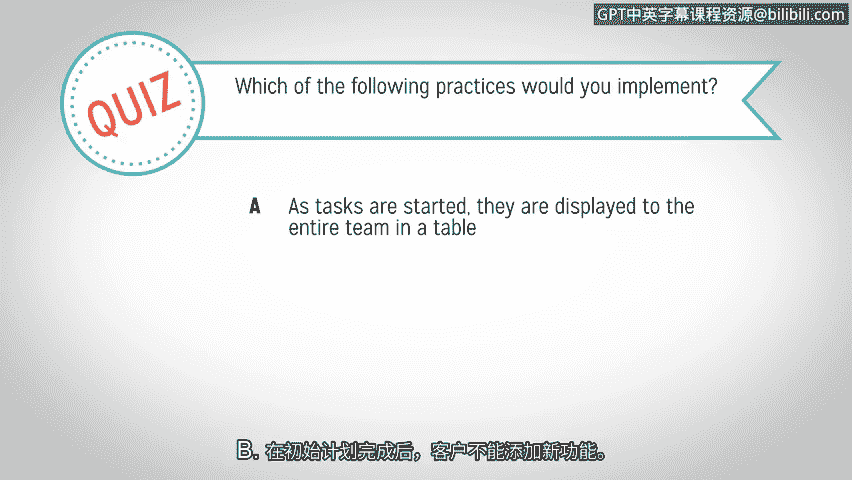 GPT中英字幕课程资源@bilibili.com
QUIZ
Which of the following practices would you implement?
A As tasks are started, they are displayed to the
entire team in a table
B. 在初始计划完成后，客户不能添加新功能。